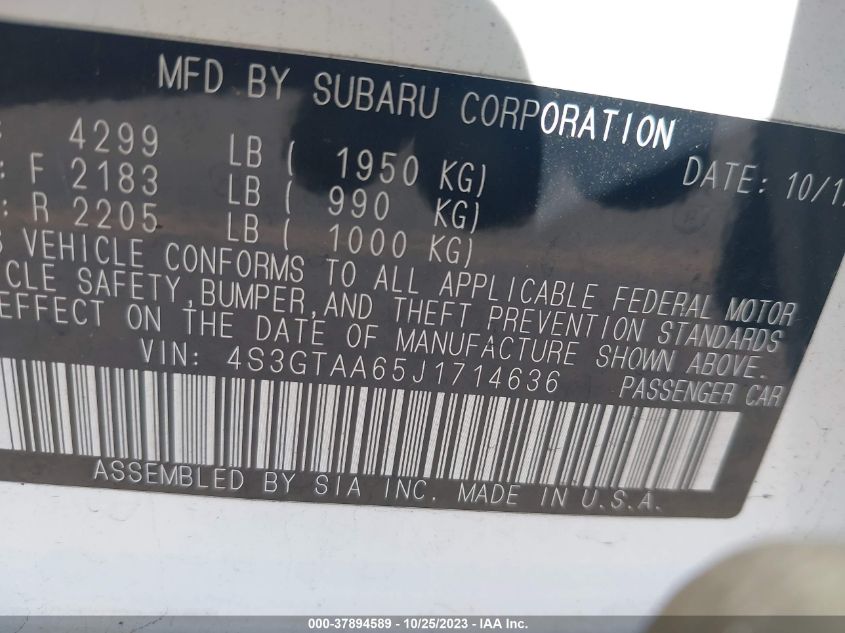 MFD BY SUBARU CORPORATION
4299 LB ( 1950 KG) DATE: 10/1
: F 2183 LB ( 990 KG)
: R 2205 LB ( 1000 KG)
VEHICLE CONFORMS TO ALL APPLICABLE FEDERAL MOTOR
CLE SAFETY,BUMPER,AND THEFT PREVENTION STANDARDS
EFFECT ON THE DATE OF MANUFACTURE SHOWN ABOVE.
VIN: 4S3GTAA65J1714636 PASSENGER CAR
ASSEMBLED BY SIA INC. MADE IN U.S.A.
000-37894589 - 10/25/2023 - IAA Inc.